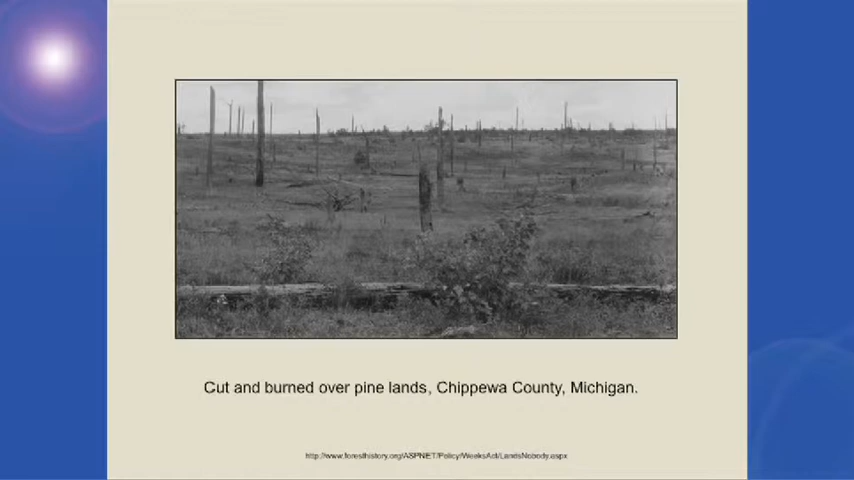 Cut and burned over pine lands, Chippewa County, Michigan.
http://www.foresthistory.org/ASPNET/Policy/WeeksAct/LandsNobody.aspx